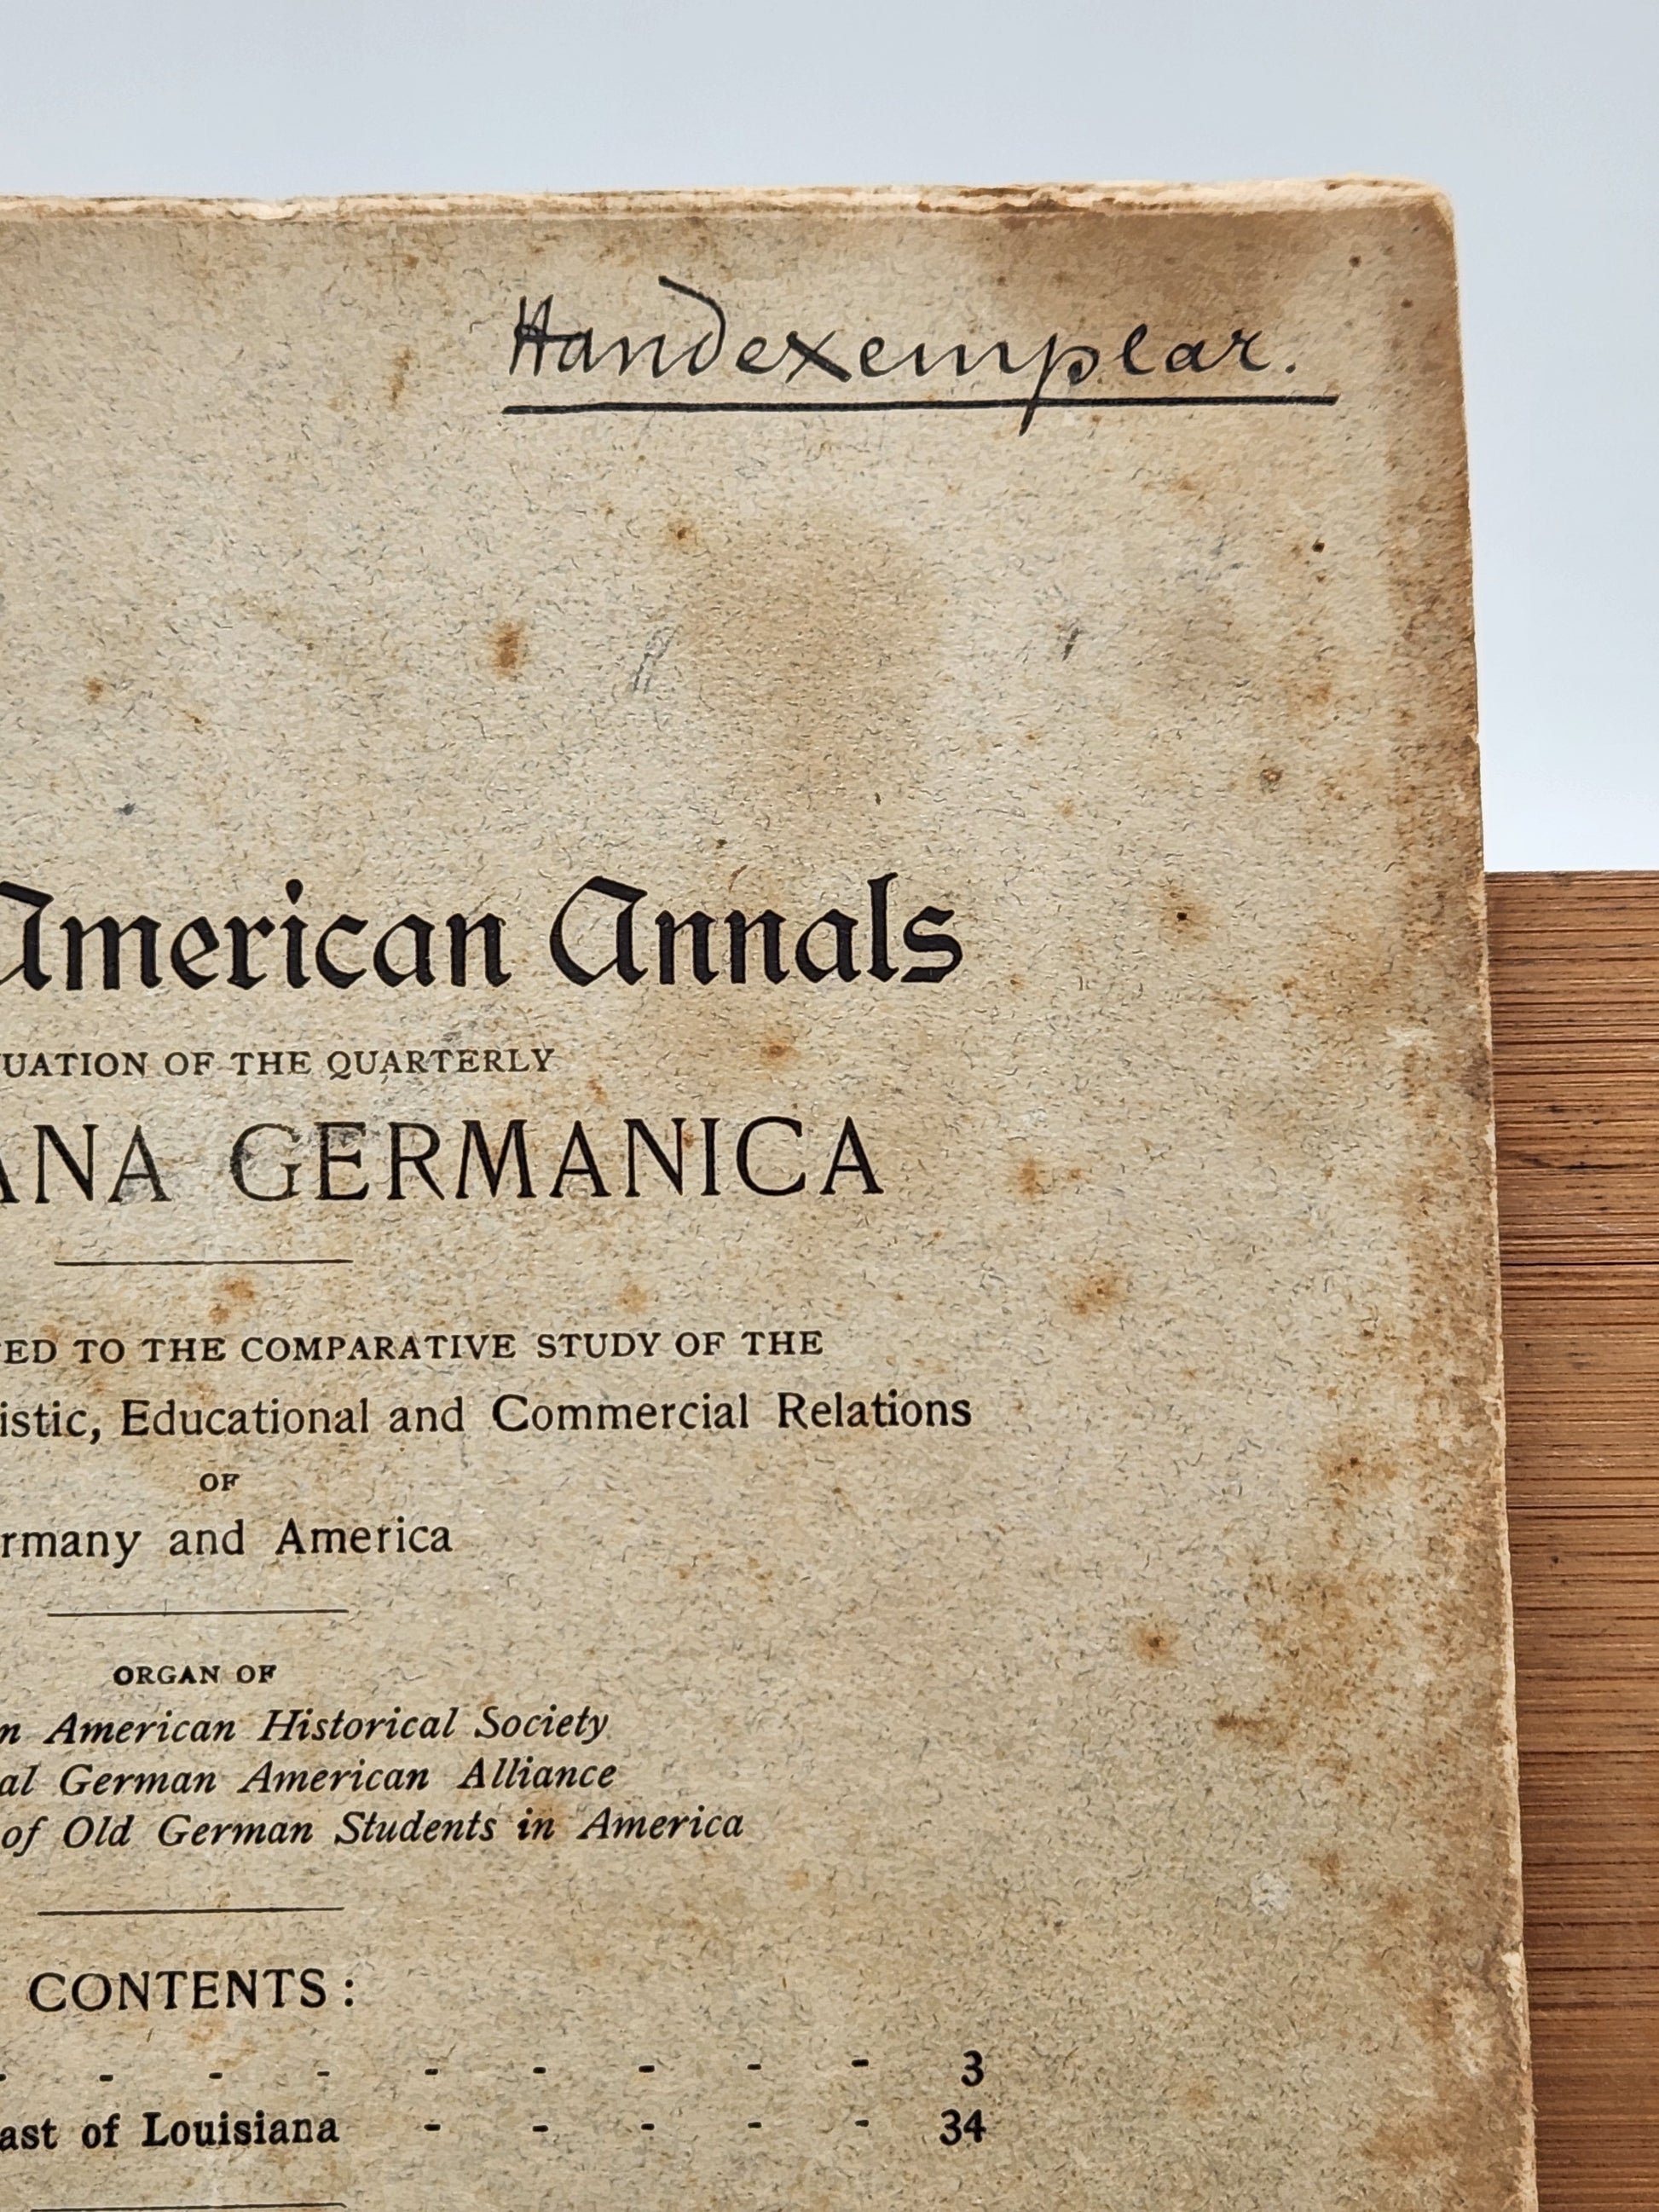 Handexemplar.
American Annals
UATION OF THE QUARTERLY
ANA GERMANICA
ED TO THE COMPARATIVE STUDY OF THE
istic, Educational and Commercial Relations
OF
rmany and America
ORGAN OF
n American Historical Society
al German American Alliance
of Old German Students in America
CONTENTS:
- - - - - - - - - 3
ast of Louisiana - - - - - 34